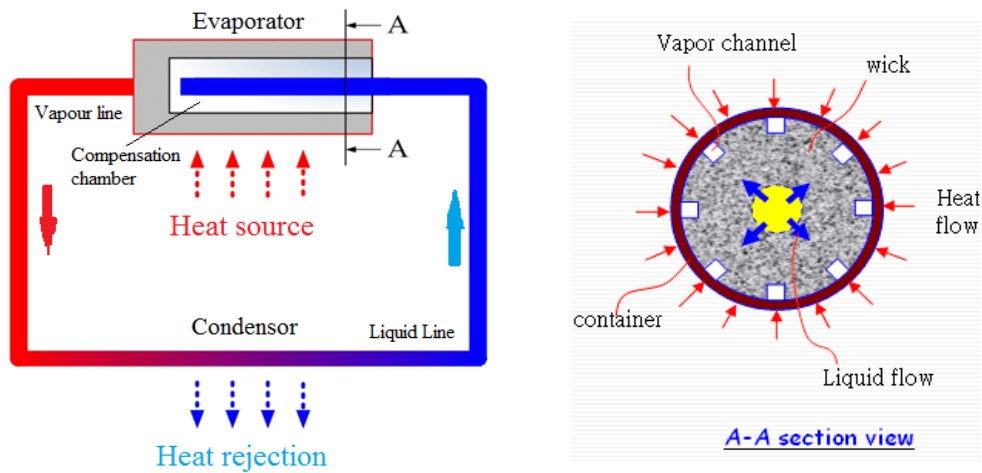 Evaporator
A
Vapour line
Compensation
chamber
A
Heat source
Condensor
Liquid Line
Heat rejection
Vapor channel
wick
Heat
flow
container
Liquid flow
A-A section view